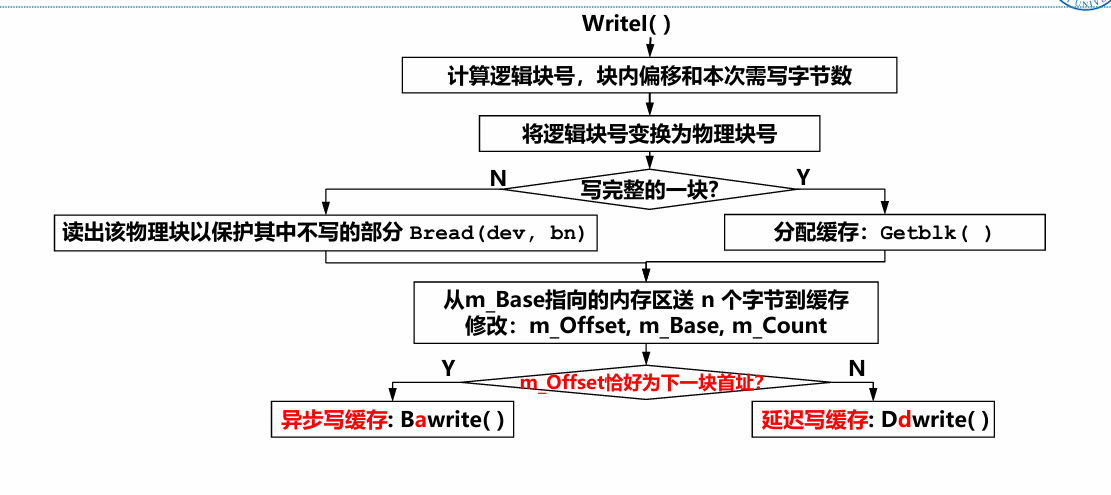 WriteI( )
计算逻辑块号，块内偏移和本次需写字节数
将逻辑块号变换为物理块号
N
写完整的一块?
Y
读出该物理块以保护其中不写的部分 Bread(dev, bn)
分配缓存：Getblk( )
从m_Base指向的内存区送 n 个字节到缓存
修改：m_Offset, m_Base, m_Count
Y
m_Offset恰好为下一块首址?
N
异步写缓存: Bawrite( )
延迟写缓存: Ddwrite( )